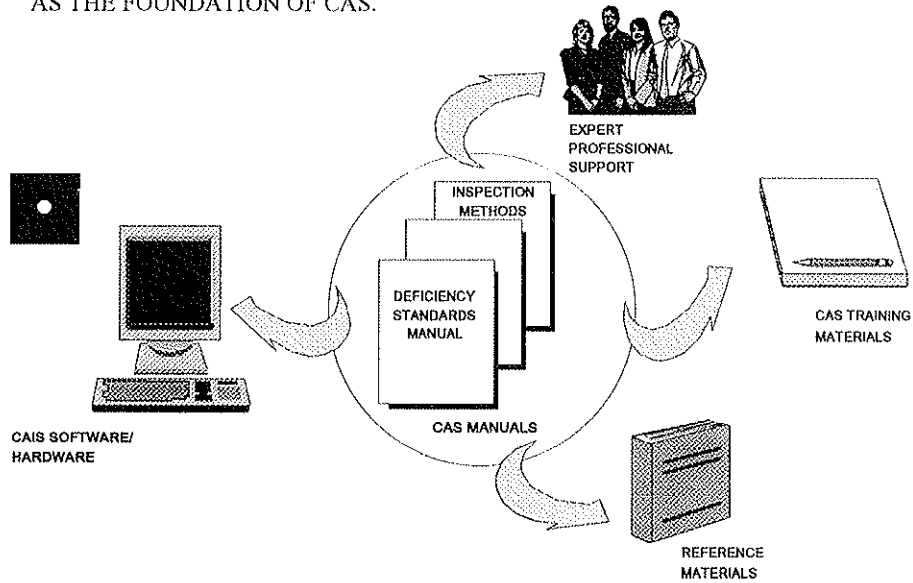 AS THE FOUNDATION OF CAS.
EXPERT
PROFESSIONAL
SUPPORT
INSPECTION
METHODS
DEFICIENCY
STANDARDS
MANUAL
CAS MANUALS
CAS TRAINING
MATERIALS
CAIS SOFTWARE/
HARDWARE
REFERENCE
MATERIALS